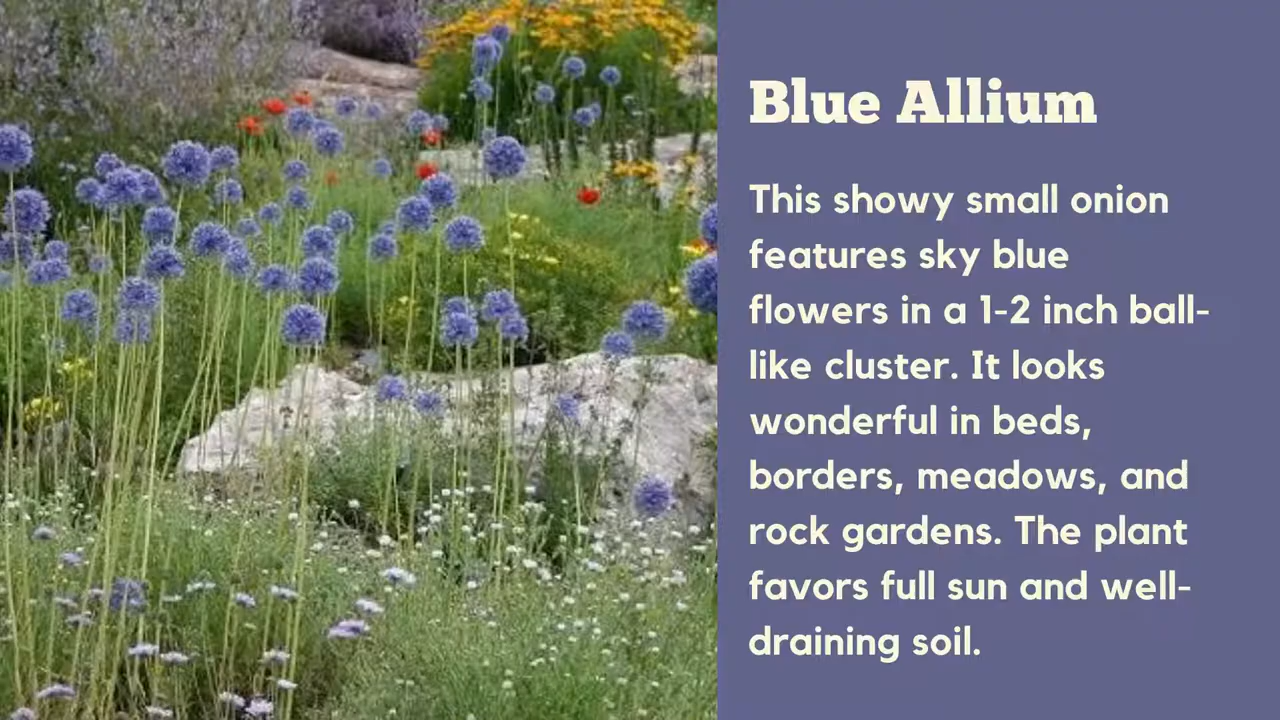 Blue Allium
This showy small onion
features sky blue
flowers in a 1-2 inch ball-
like cluster. It looks
wonderful in beds,
borders, meadows, and
rock gardens. The plant
favors full sun and well-
draining soil.